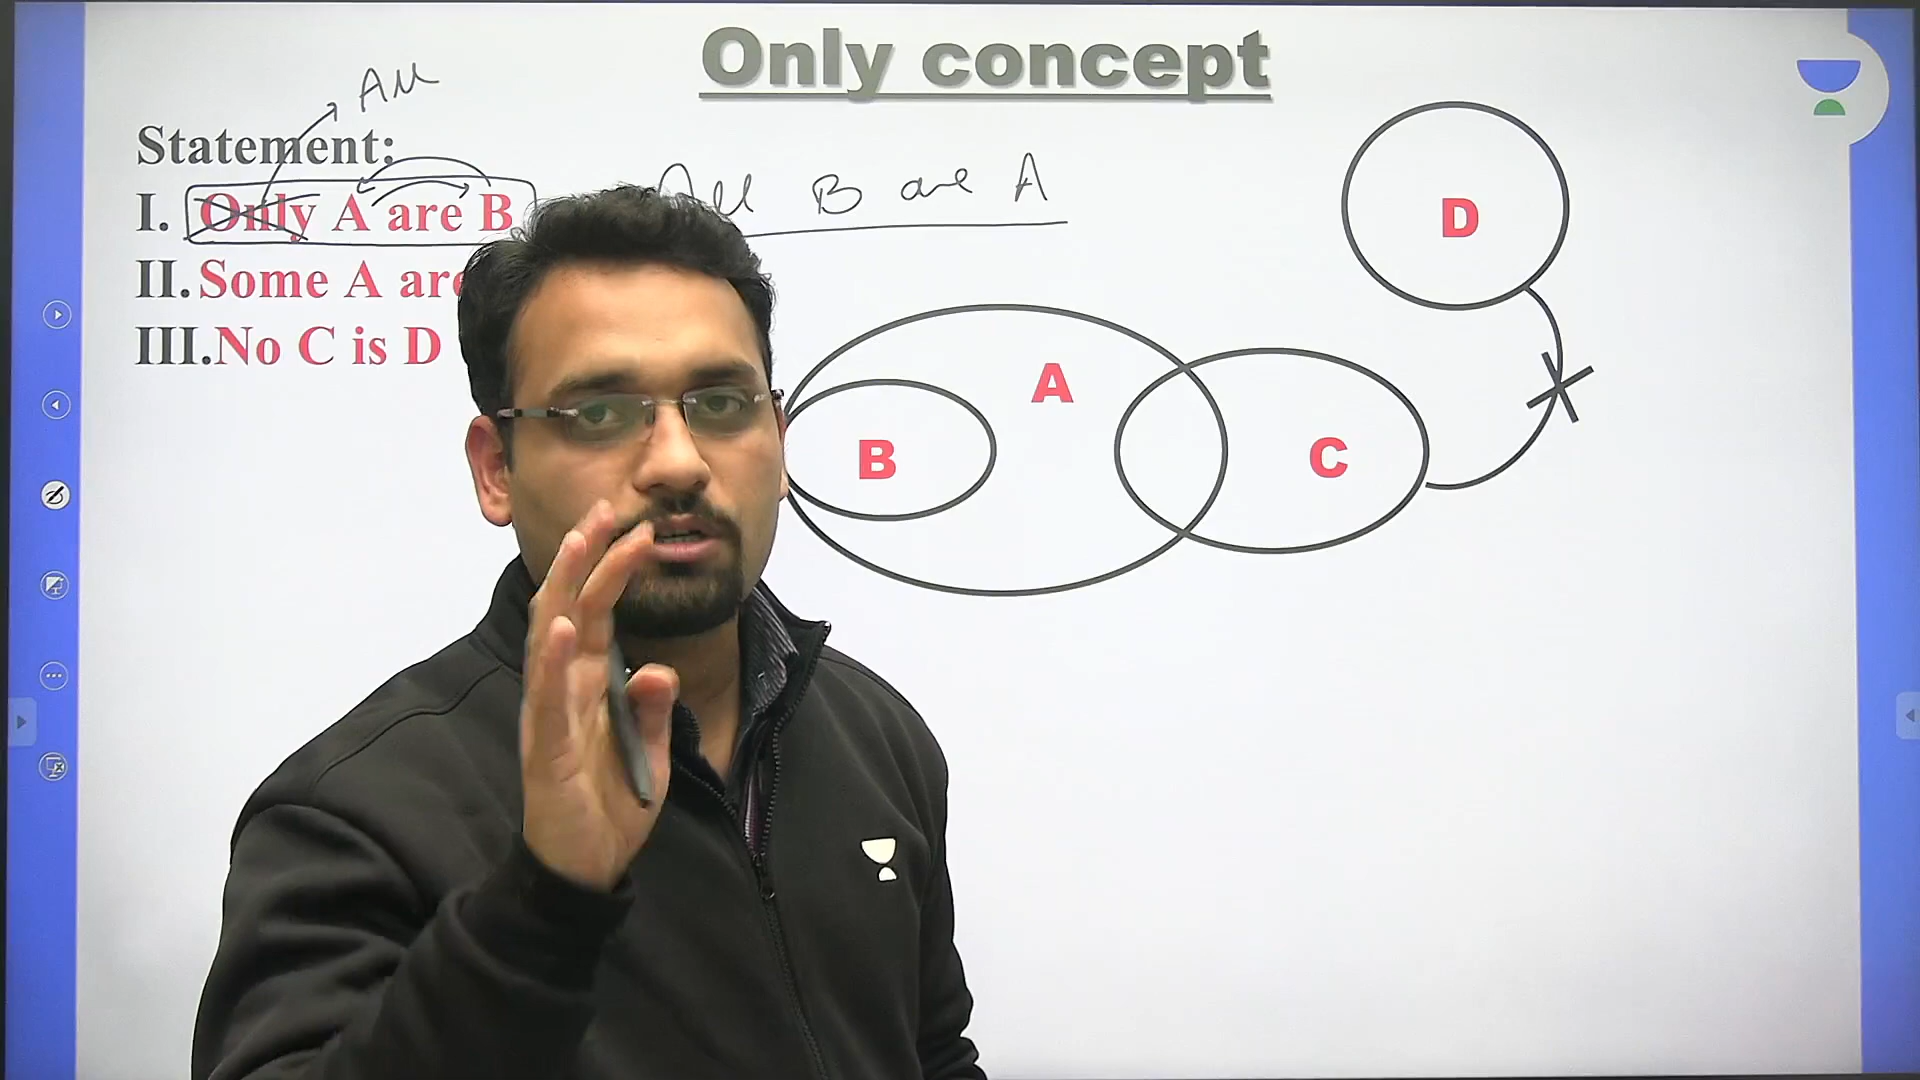 Only concept
All
Statement:
I. Only A are B
All B are A
II. Some A are
III. No C is D
D
A
B
C